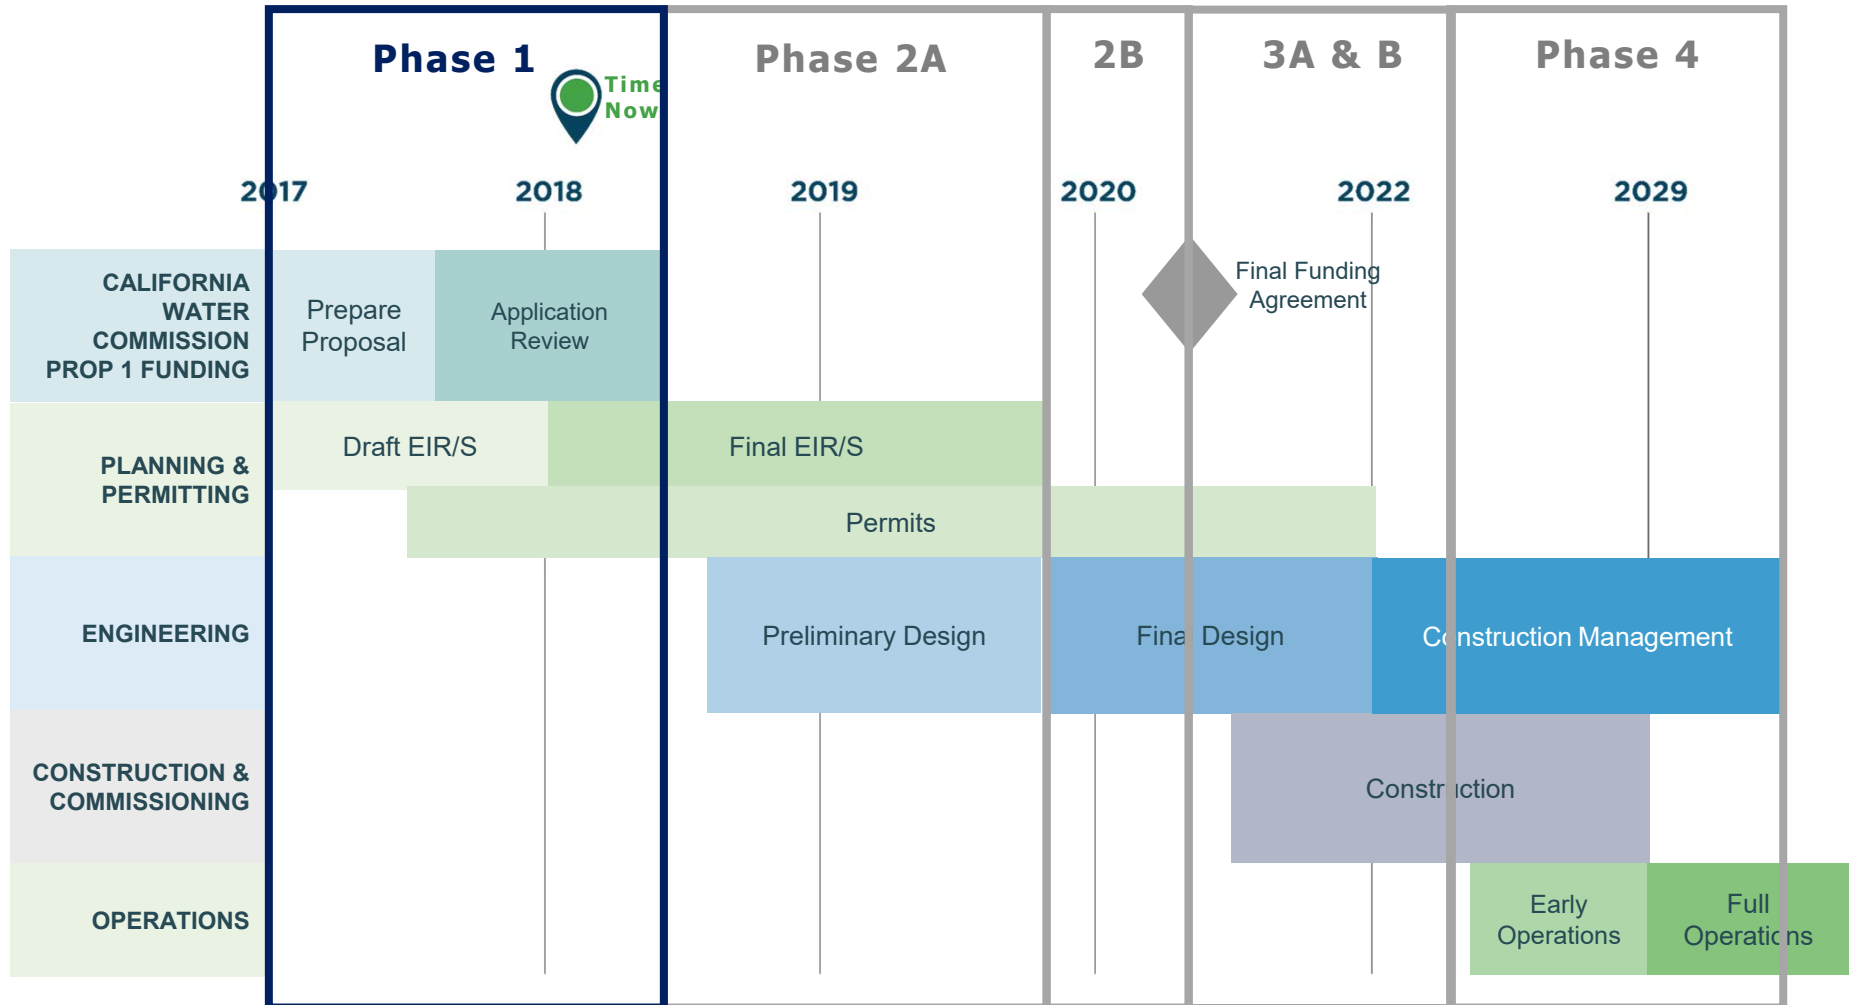 Phase 1
Phase 2A
2B
3A & B
Phase 4
Time
Now
2017
2018
2019
2020
2022
2029
CALIFORNIA
WATER
COMMISSION
PROP 1 FUNDING
Prepare
Proposal
Application
Review
Final Funding
Agreement
PLANNING &
PERMITTING
Draft EIR/S
Final EIR/S
Permits
ENGINEERING
Preliminary Design
Final Design
Construction Management
CONSTRUCTION &
COMMISSIONING
Construction
OPERATIONS
Early
Operations
Full
Operations